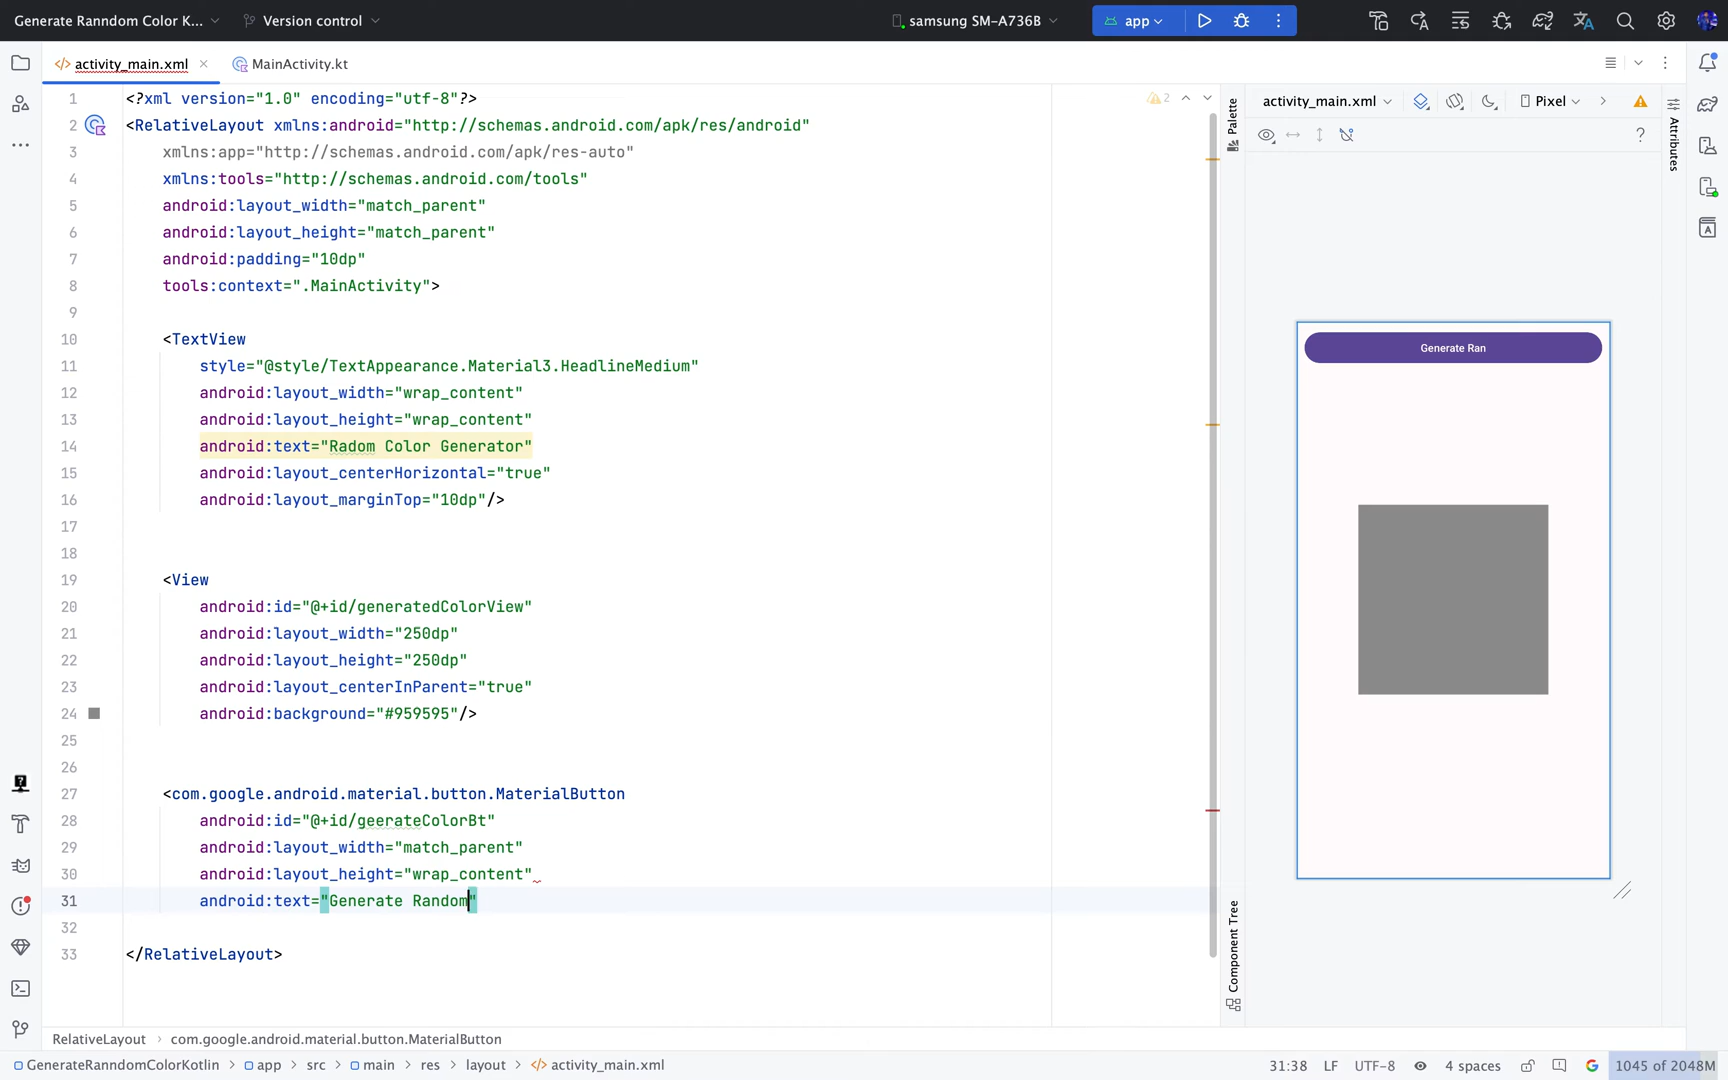 Generate Ranndom Color K...
Version control
samsung SM-A736B
app
activity_main.xml
MainActivity.kt
1 <?xml version="1.0" encoding="utf-8"?>
2 <RelativeLayout xmlns:android="http://schemas.android.com/apk/res/android"
3 xmlns:app="http://schemas.android.com/apk/res-auto"
4 xmlns:tools="http://schemas.android.com/tools"
5 android:layout_width="match_parent"
6 android:layout_height="match_parent"
7 android:padding="10dp"
8 tools:context=".MainActivity">
9
10 <TextView
11 style="@style/TextAppearance.Material3.HeadlineMedium"
12 android:layout_width="wrap_content"
13 android:layout_height="wrap_content"
14 android:text="Radom Color Generator"
15 android:layout_centerHorizontal="true"
16 android:layout_marginTop="10dp"/>
17
18
19 <View
20 android:id="@+id/generatedColorView"
21 android:layout_width="250dp"
22 android:layout_height="250dp"
23 android:layout_centerInParent="true"
24 android:background="#959595"/>
25
26
27 <com.google.android.material.button.MaterialButton
28 android:id="@+id/geerateColorBt"
29 android:layout_width="match_parent"
30 android:layout_height="wrap_content"
31 android:text="Generate Random"
32
33 </RelativeLayout>
2
Palette
activity_main.xml
Pixel
Attributes
Generate Ran
Component Tree
RelativeLayout > com.google.android.material.button.MaterialButton
GenerateRanndomColorKotlin > app > src > main > res > layout > activity_main.xml
31:38 LF UTF-8 4 spaces 1045 of 2048M